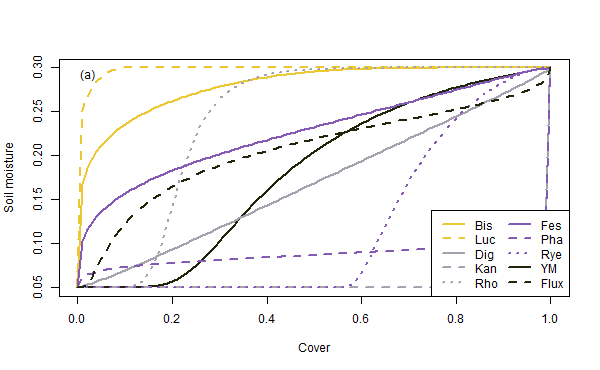 (a)
0.30
0.25
0.20
0.15
0.10
0.05
Soil moisture
0.0 0.2 0.4 0.6 0.8 1.0
Cover
Bis Fes
Luc Pha
Dig Rye
Kan YM
Rho Flux